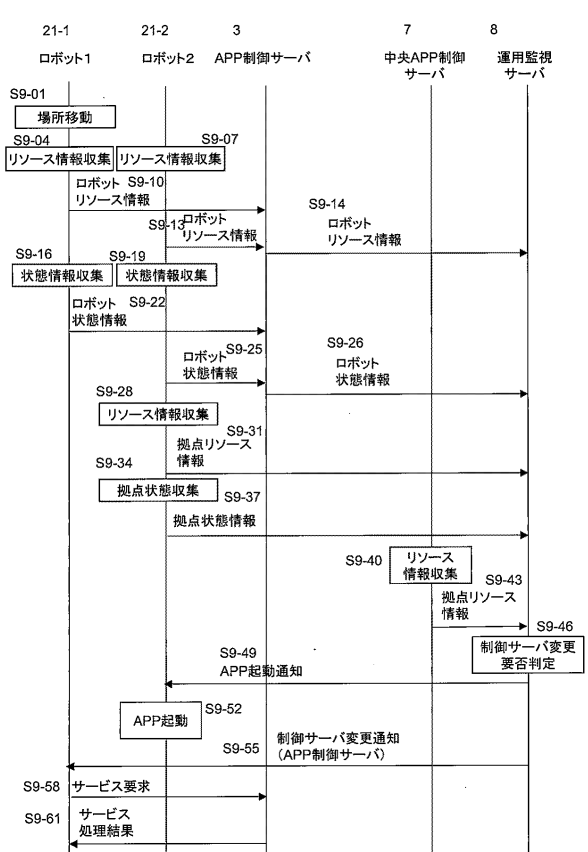 21-1 21-2 3 7 8
ロボット1 ロボット2 APP制御サーバ 中央APP制御 運用監視
サーバ サーバ
S9-01
場所移動
S9-04 S9-07
リソース情報収集 リソース情報収集
ロボット S9-10
リソース情報
S9-14
S9-13 ロボット ロボット
リソース情報 リソース情報
S9-16 S9-19
状態情報収集 状態情報収集
ロボット S9-22
状態情報
S9-26
ロボット S9-25 ロボット
状態情報 状態情報
S9-28
リソース情報収集
S9-31
拠点リソース
情報
S9-34
拠点状態収集
S9-37
拠点状態情報
S9-40 リソース
情報収集
S9-43
拠点リソース
情報
S9-46
制御サーバ変更
要否判定
S9-49
APP起動通知
APP起動 S9-52
制御サーバ変更通知
S9-55 (APP制御サーバ)
S9-58 サービス要求
S9-61 サービス
処理結果